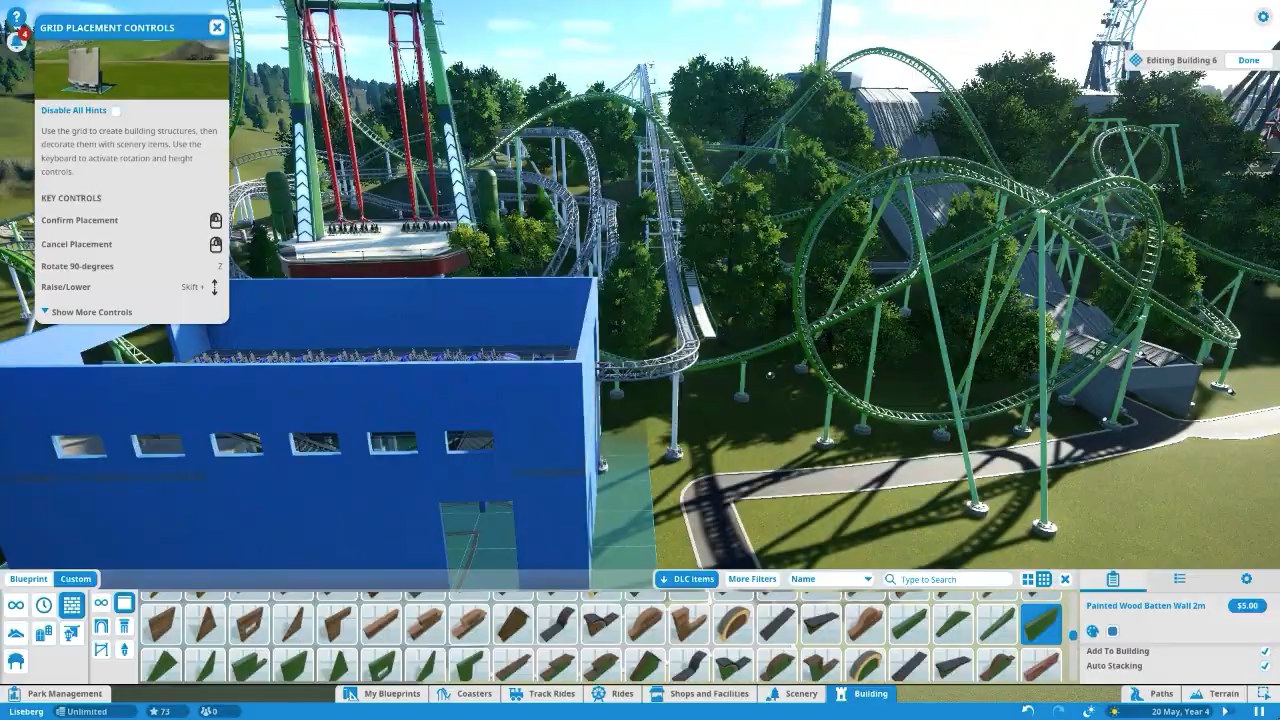 GRID PLACEMENT CONTROLS
4
Disable All Hints
Use the grid to create building structures, then
decorate them with scenery items. Use the
keyboard to activate rotation and height
controls.
KEY CONTROLS
Confirm Placement
Cancel Placement
Rotate 90-degrees Z
Raise/Lower Skift +
Show More Controls
Editing Building 6 Done
Blueprint Custom
DLC items More Filters Name Type to Search
Painted Wood Batten Wall 2m $5.00
Add To Building
Auto Stacking
Park Management My Blueprints Coasters Track Rides Rides Shops and Facilities Scenery Building Paths Terrain
Liseberg Unlimited 73 0 20 May, Year 4